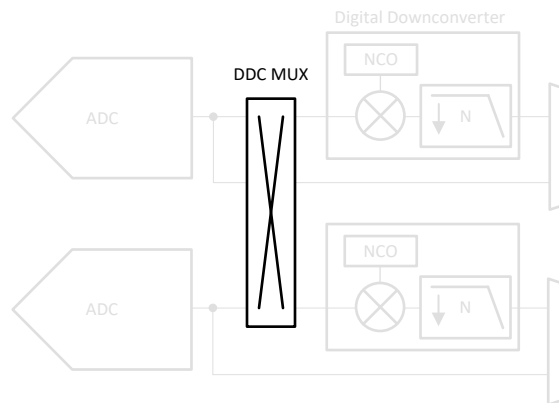 Digital Downconverter
NCO
DDC MUX
ADC
N
NCO
ADC
N